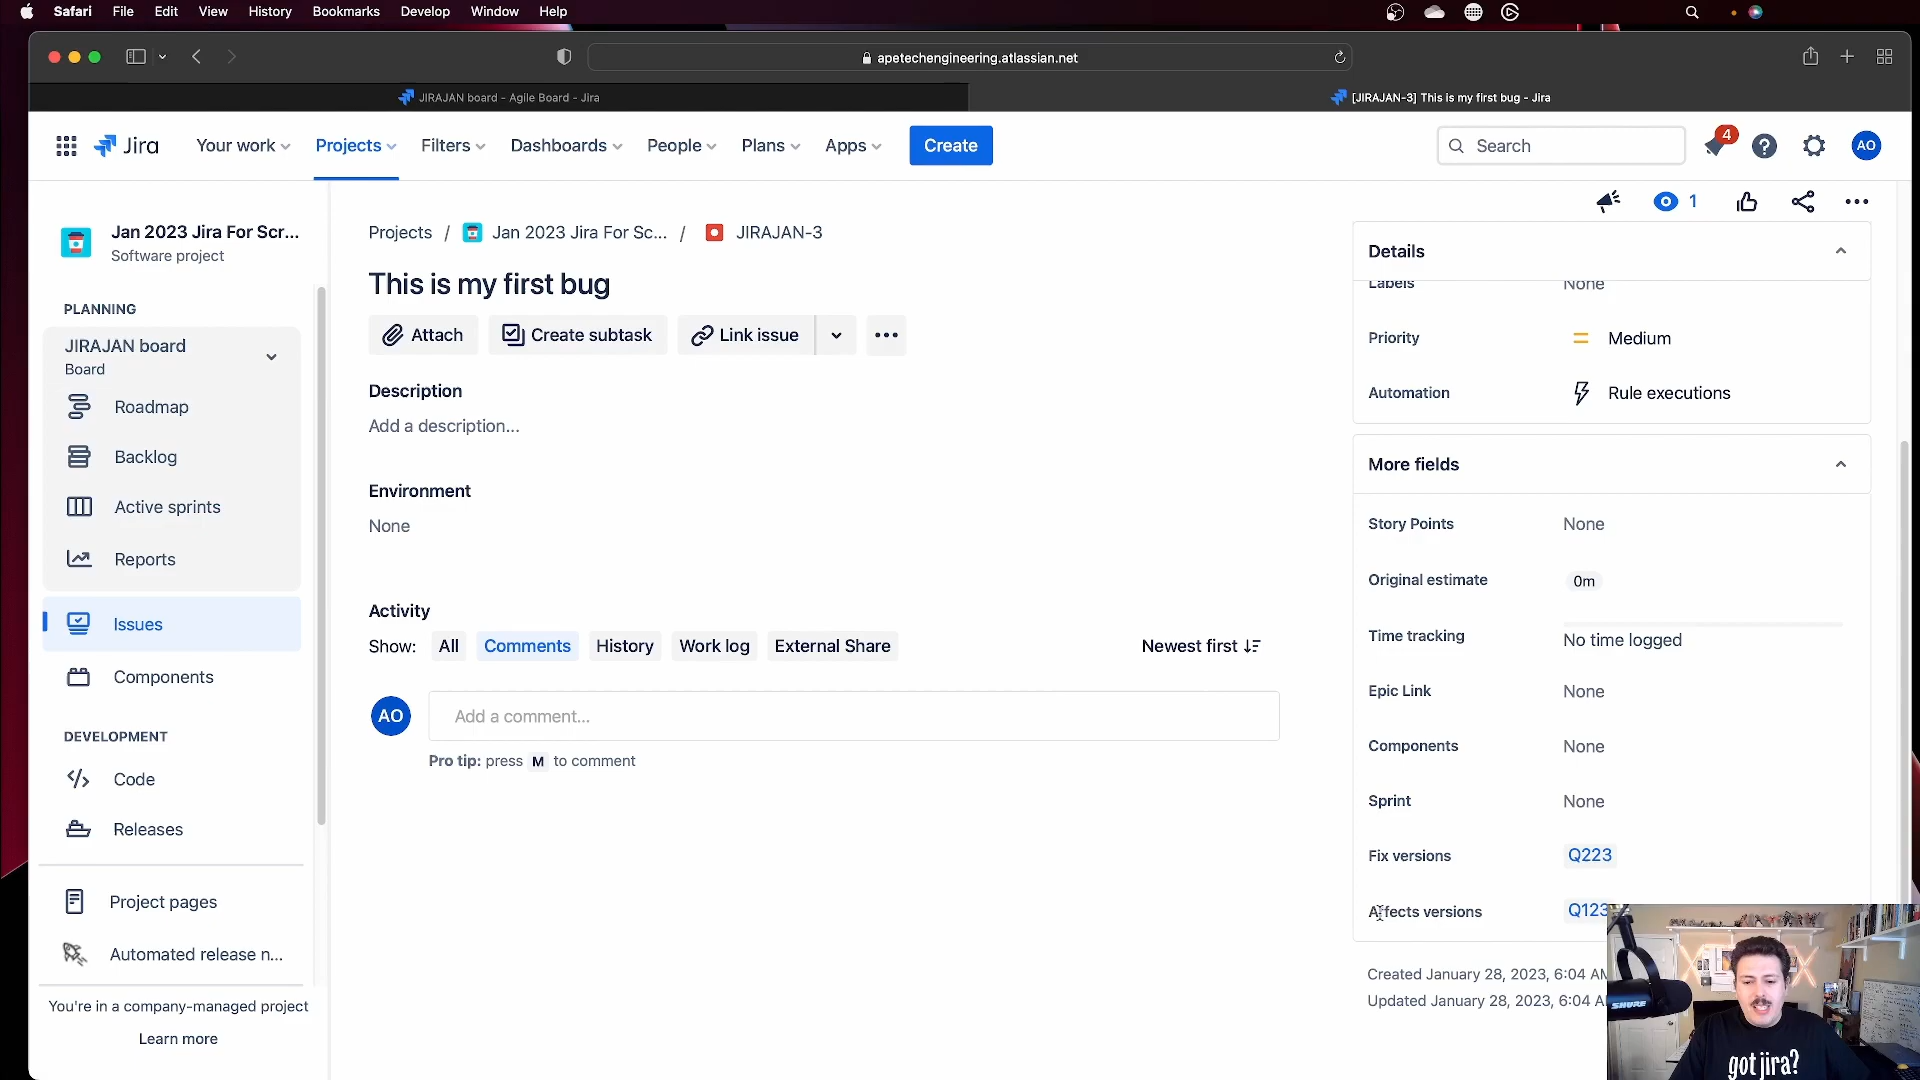 Safari File Edit View History Bookmarks Develop Window Help
apetechengineering.atlassian.net
JIRAJAN board - Agile Board - Jira
[JIRAJAN-3] This is my first bug - Jira
Jira Your work Projects Filters Dashboards People Plans Apps Create Search 4 AO
Jan 2023 Jira For Scr...
Software project
PLANNING
JIRAJAN board
Board
Roadmap
Backlog
Active sprints
Reports
Issues
Components
DEVELOPMENT
Code
Releases
Project pages
Automated release n...
You're in a company-managed project
Learn more
Projects / Jan 2023 Jira For Sc... / JIRAJAN-3
1
This is my first bug
Attach Create subtask Link issue
Description
Add a description...
Environment
None
Activity
Show: All Comments History Work log External Share Newest first
AO Add a comment...
Pro tip: press M to comment
Details
Labels None
Priority Medium
Automation Rule executions
More fields
Story Points None
Original estimate 0m
Time tracking No time logged
Epic Link None
Components None
Sprint None
Fix versions Q223
Affects versions Q123
Created January 28, 2023, 6:04 AM
Updated January 28, 2023, 6:04 A
SHURE
got jira?